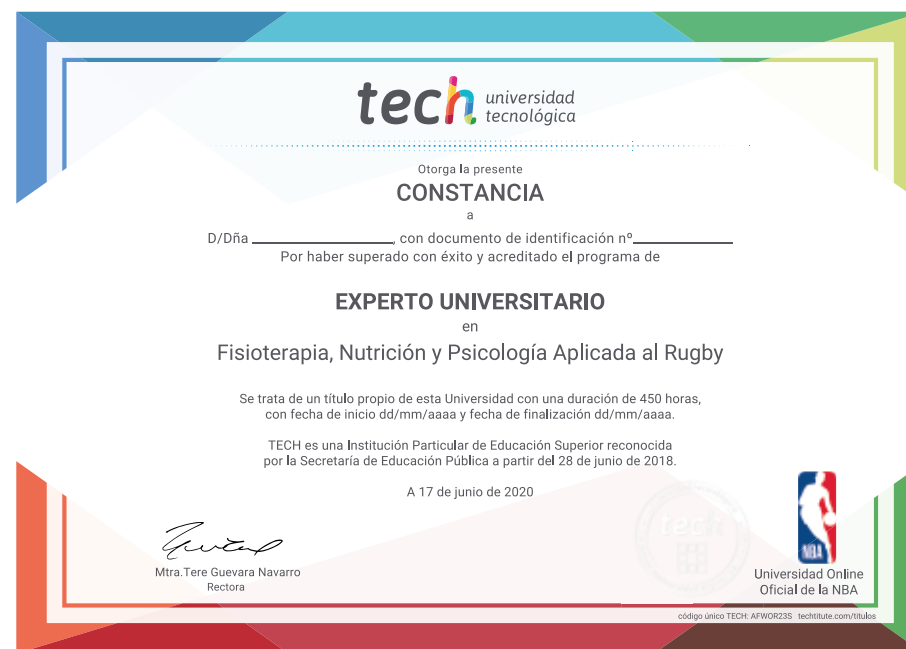 tech universidad
tecnológica
Otorga la presente
CONSTANCIA
a
D/Dña ____________________, con documento de identificación nº______________
Por haber superado con éxito y acreditado el programa de
EXPERTO UNIVERSITARIO
en
Fisioterapia, Nutrición y Psicología Aplicada al Rugby
Se trata de un título propio de esta Universidad con una duración de 450 horas,
con fecha de inicio dd/mm/aaaa y fecha de finalización dd/mm/aaaa.
TECH es una Institución Particular de Educación Superior reconocida
por la Secretaría de Educación Pública a partir del 28 de junio de 2018.
A 17 de junio de 2020
tech
NBA
Mtra.Tere Guevara Navarro
Rectora
Universidad Online
Oficial de la NBA
código único TECH: AFWOR23S techtitute.com/titulos